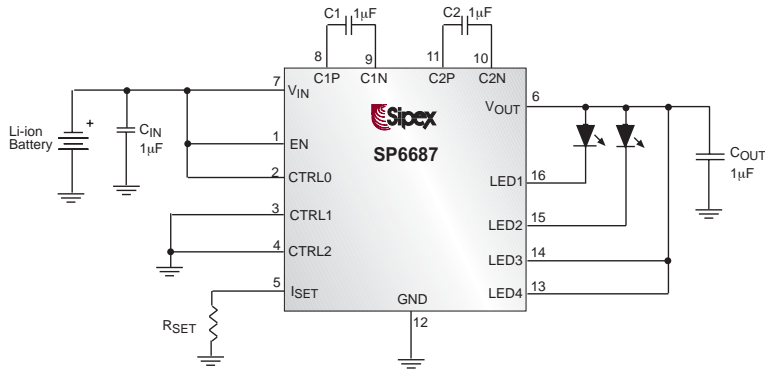 C1 1µF C2 1µF
8 9 11 10
C1P C1N C2P C2N
7 VIN
Sipex
SP6687
VOUT 6
Li-ion
Battery
+
CIN
1µF
1 EN
2 CTRL0
3 CTRL1
4 CTRL2
5 ISET
RSET
LED1 16
LED2 15
LED3 14
LED4 13
COUT
1µF
GND
12